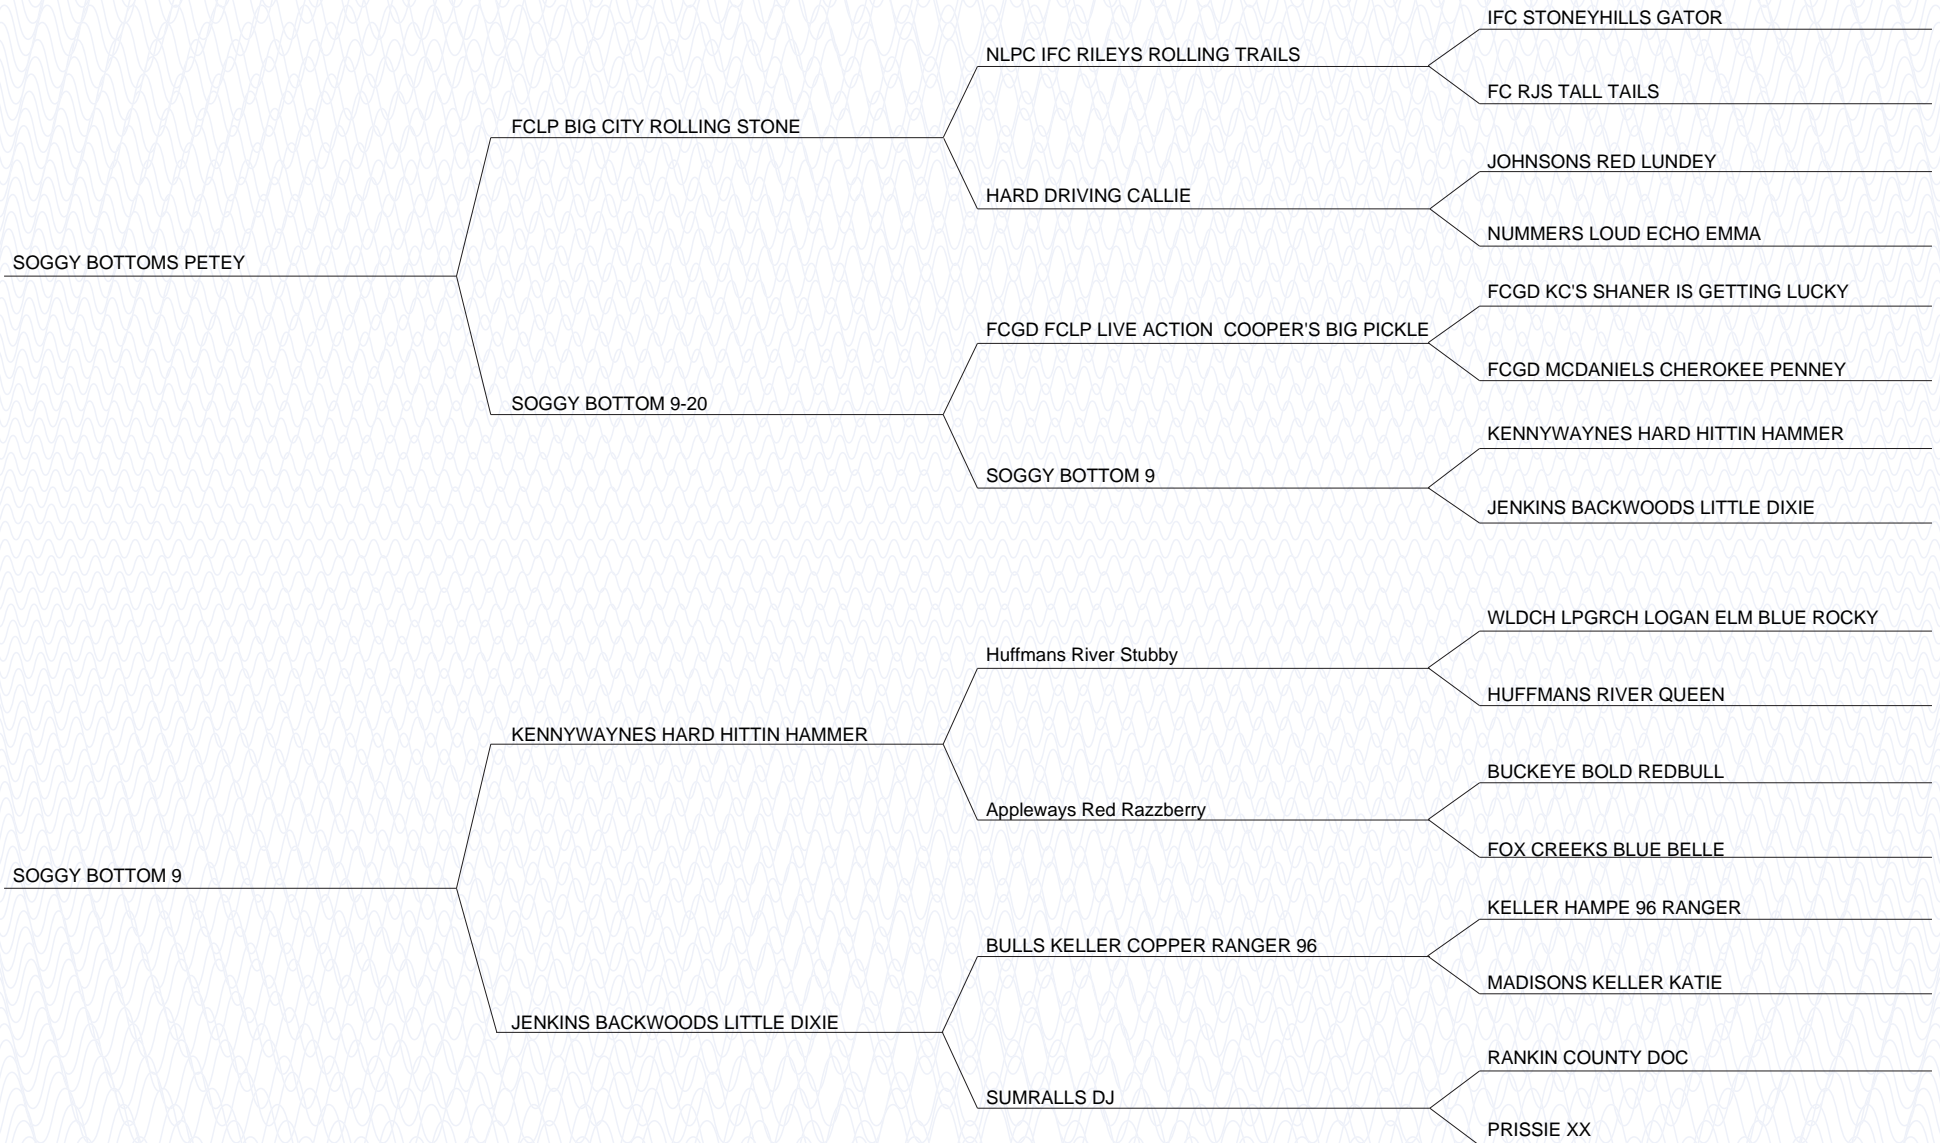 IFC STONEYHILLS GATOR
NLPC IFC RILEYS ROLLING TRAILS
FC RJS TALL TAILS
FCLP BIG CITY ROLLING STONE
JOHNSONS RED LUNDEY
HARD DRIVING CALLIE
NUMMERS LOUD ECHO EMMA
SOGGY BOTTOMS PETEY
FCGD KC'S SHANER IS GETTING LUCKY
FCGD FCLP LIVE ACTION  COOPER'S BIG PICKLE
FCGD MCDANIELS CHEROKEE PENNEY
SOGGY BOTTOM 9-20
KENNYWAYNES HARD HITTIN HAMMER
SOGGY BOTTOM 9
JENKINS BACKWOODS LITTLE DIXIE
WLDCH LPGRCH LOGAN ELM BLUE ROCKY
Huffmans River Stubby
HUFFMANS RIVER QUEEN
KENNYWAYNES HARD HITTIN HAMMER
BUCKEYE BOLD REDBULL
Appleways Red Razzberry
FOX CREEKS BLUE BELLE
SOGGY BOTTOM 9
KELLER HAMPE 96 RANGER
BULLS KELLER COPPER RANGER 96
MADISONS KELLER KATIE
JENKINS BACKWOODS LITTLE DIXIE
RANKIN COUNTY DOC
SUMRALLS DJ
PRISSIE XX